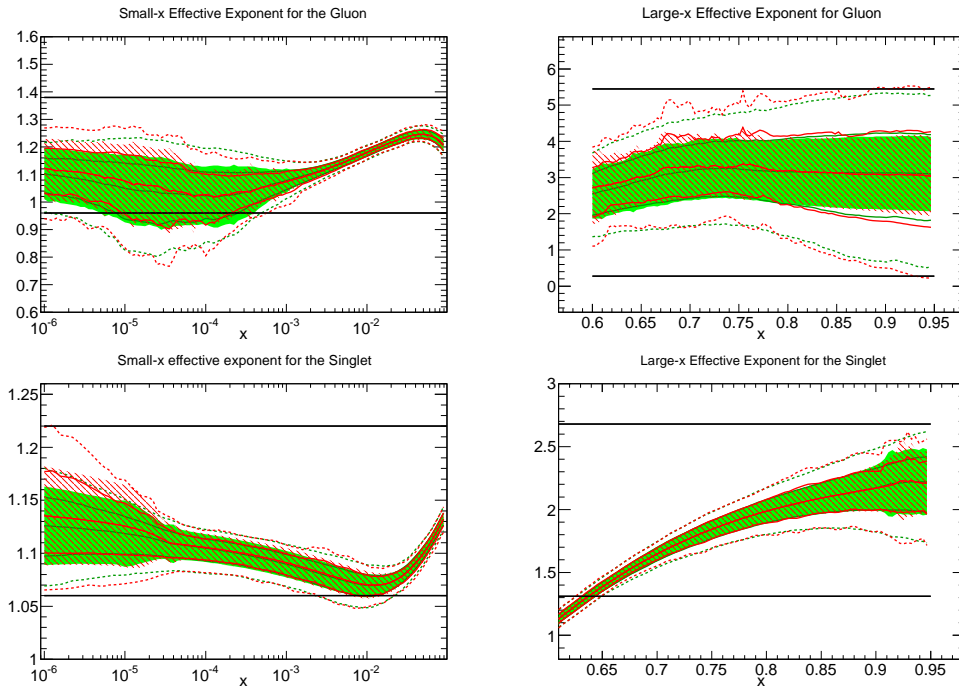 Small-x Effective Exponent for the Gluon
1.6
1.5
1.4
1.3
1.2
1.1
1
0.9
0.8
0.7
0.6
10⁻⁶ 10⁻⁵ 10⁻⁴ 10⁻³ 10⁻²
x
Large-x Effective Exponent for Gluon
6
5
4
3
2
1
0
0.6 0.65 0.7 0.75 0.8 0.85 0.9 0.95
x
Small-x effective exponent for the Singlet
1.25
1.2
1.15
1.1
1.05
1
10⁻⁶ 10⁻⁵ 10⁻⁴ 10⁻³ 10⁻²
x
Large-x Effective Exponent for the Singlet
3
2.5
2
1.5
1
0.65 0.7 0.75 0.8 0.85 0.9 0.95
x